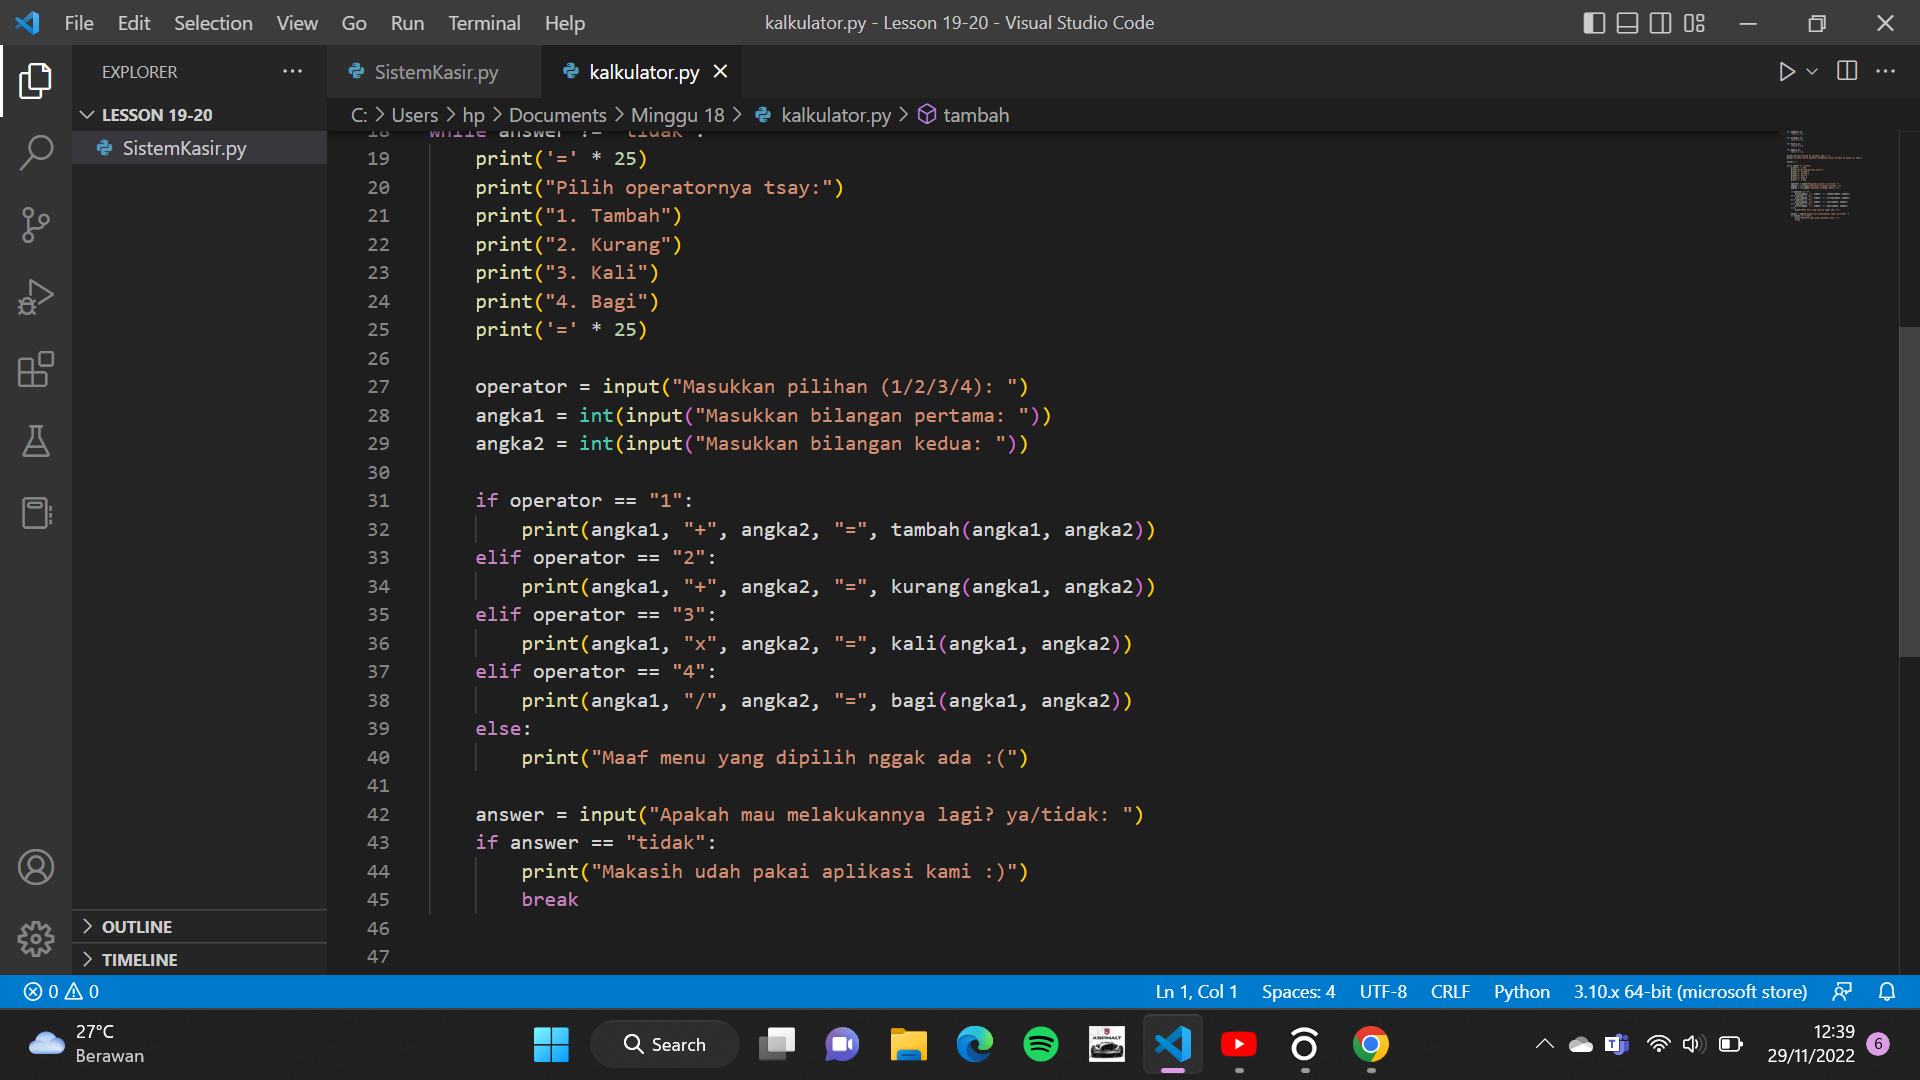 File Edit Selection View Go Run Terminal Help
kalkulator.py - Lesson 19-20 - Visual Studio Code
EXPLORER
SistemKasir.py
kalkulator.py
LESSON 19-20
SistemKasir.py
C: > Users > hp > Documents > Minggu 18 > kalkulator.py > tambah
18 while answer != "tidak":
19 print('=' * 25)
20 print("Pilih operatornya tsay:")
21 print("1. Tambah")
22 print("2. Kurang")
23 print("3. Kali")
24 print("4. Bagi")
25 print('=' * 25)
26
27 operator = input("Masukkan pilihan (1/2/3/4): ")
28 angka1 = int(input("Masukkan bilangan pertama: "))
29 angka2 = int(input("Masukkan bilangan kedua: "))
30
31 if operator == "1":
32 print(angka1, "+", angka2, "=", tambah(angka1, angka2))
33 elif operator == "2":
34 print(angka1, "+", angka2, "=", kurang(angka1, angka2))
35 elif operator == "3":
36 print(angka1, "x", angka2, "=", kali(angka1, angka2))
37 elif operator == "4":
38 print(angka1, "/", angka2, "=", bagi(angka1, angka2))
39 else:
40 print("Maaf menu yang dipilih nggak ada :(")
41
42 answer = input("Apakah mau melakukannya lagi? ya/tidak: ")
43 if answer == "tidak":
44 print("Makasih udah pakai aplikasi kami :)")
45 break
46
47
OUTLINE
TIMELINE
0 0
Ln 1, Col 1 Spaces: 4 UTF-8 CRLF Python 3.10.x 64-bit (microsoft store)
27°C
Berawan
Search
ASPHALT
12:39
29/11/2022
6